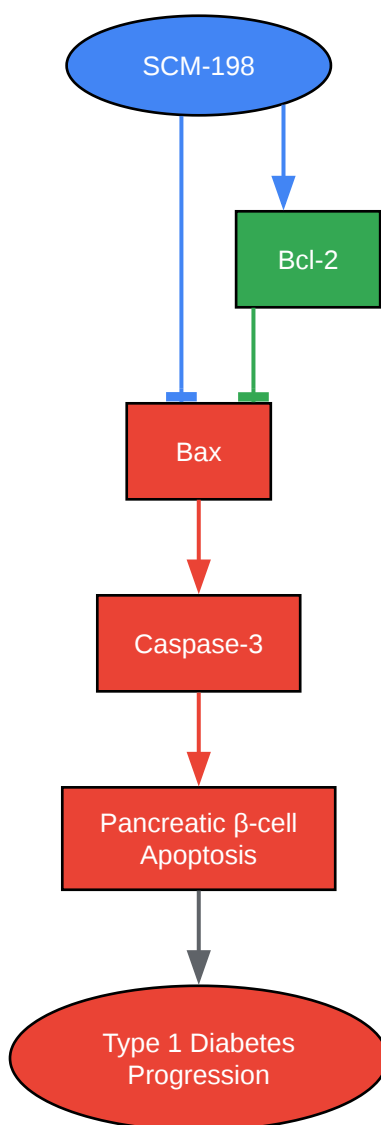 SCM-198
Bcl-2
Bax
Caspase-3
Pancreatic β-cell
Apoptosis
Type 1 Diabetes
Progression